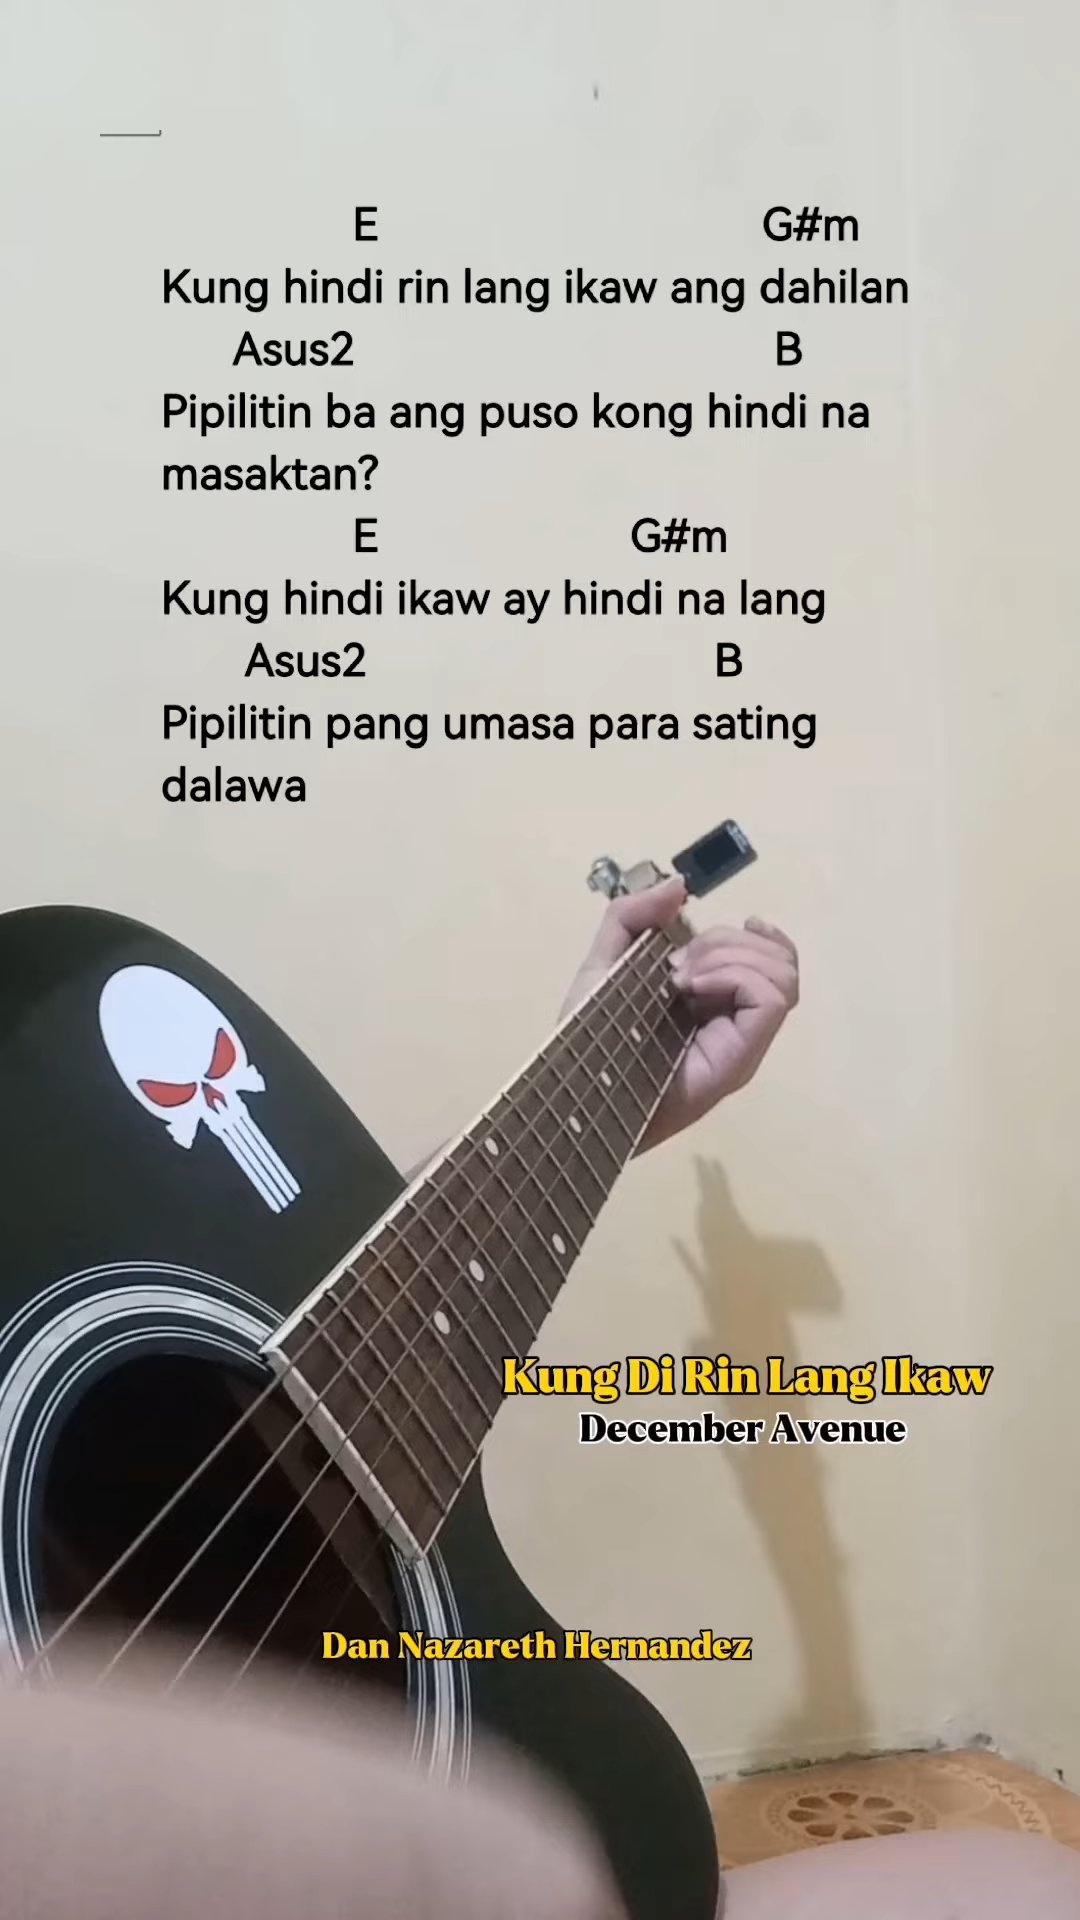 E G#m
Kung hindi rin lang ikaw ang dahilan
Asus2 B
Pipilitin ba ang puso kong hindi na
masaktan?
E G#m
Kung hindi ikaw ay hindi na lang
Asus2 B
Pipilitin pang umasa para sating
dalawa
Kung Di Rin Lang Ikaw
December Avenue
Dan Nazareth Hernandez